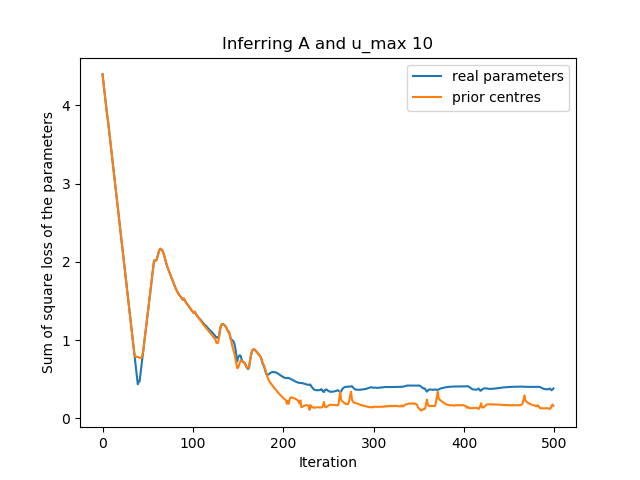 Inferring A and u_max 10
real parameters
prior centres
Sum of square loss of the parameters
4
3
2
1
0
0 100 200 300 400 500
Iteration